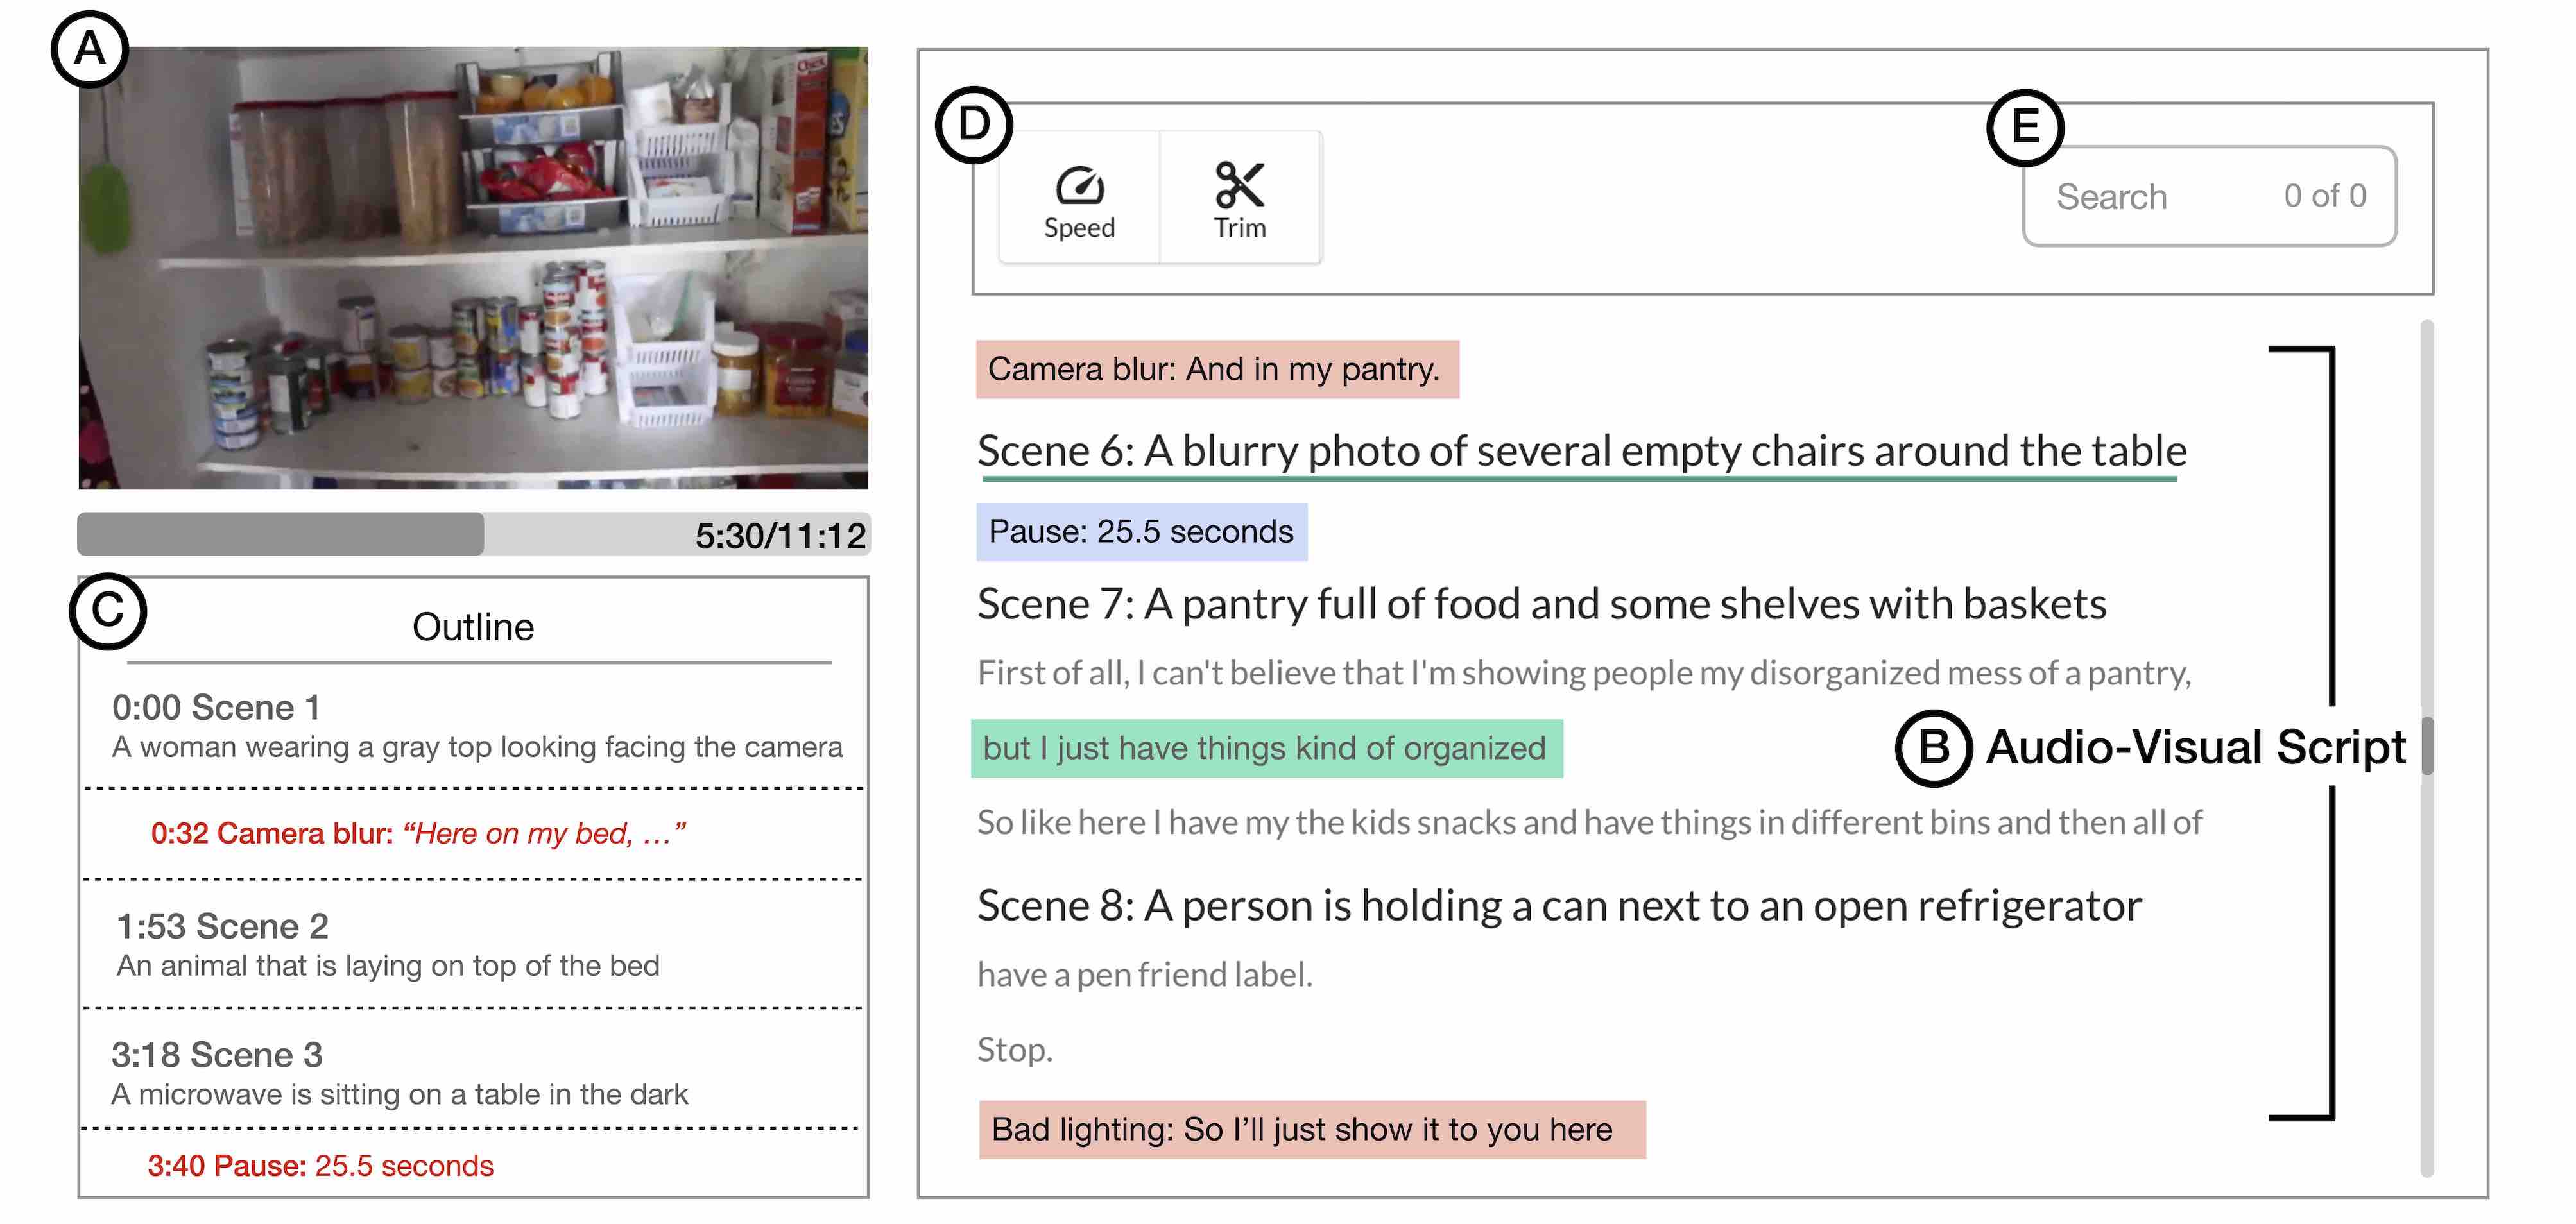 A
Chex
5:30/11:12
C
Outline
0:00 Scene 1
A woman wearing a gray top looking facing the camera
0:32 Camera blur: “Here on my bed, …”
1:53 Scene 2
An animal that is laying on top of the bed
3:18 Scene 3
A microwave is sitting on a table in the dark
3:40 Pause: 25.5 seconds
D
Speed
Trim
E
Search 0 of 0
Camera blur: And in my pantry.
Scene 6: A blurry photo of several empty chairs around the table
Pause: 25.5 seconds
Scene 7: A pantry full of food and some shelves with baskets
First of all, I can't believe that I'm showing people my disorganized mess of a pantry,
but I just have things kind of organized
B Audio-Visual Script
So like here I have my the kids snacks and have things in different bins and then all of
Scene 8: A person is holding a can next to an open refrigerator
have a pen friend label.
Stop.
Bad lighting: So I’ll just show it to you here